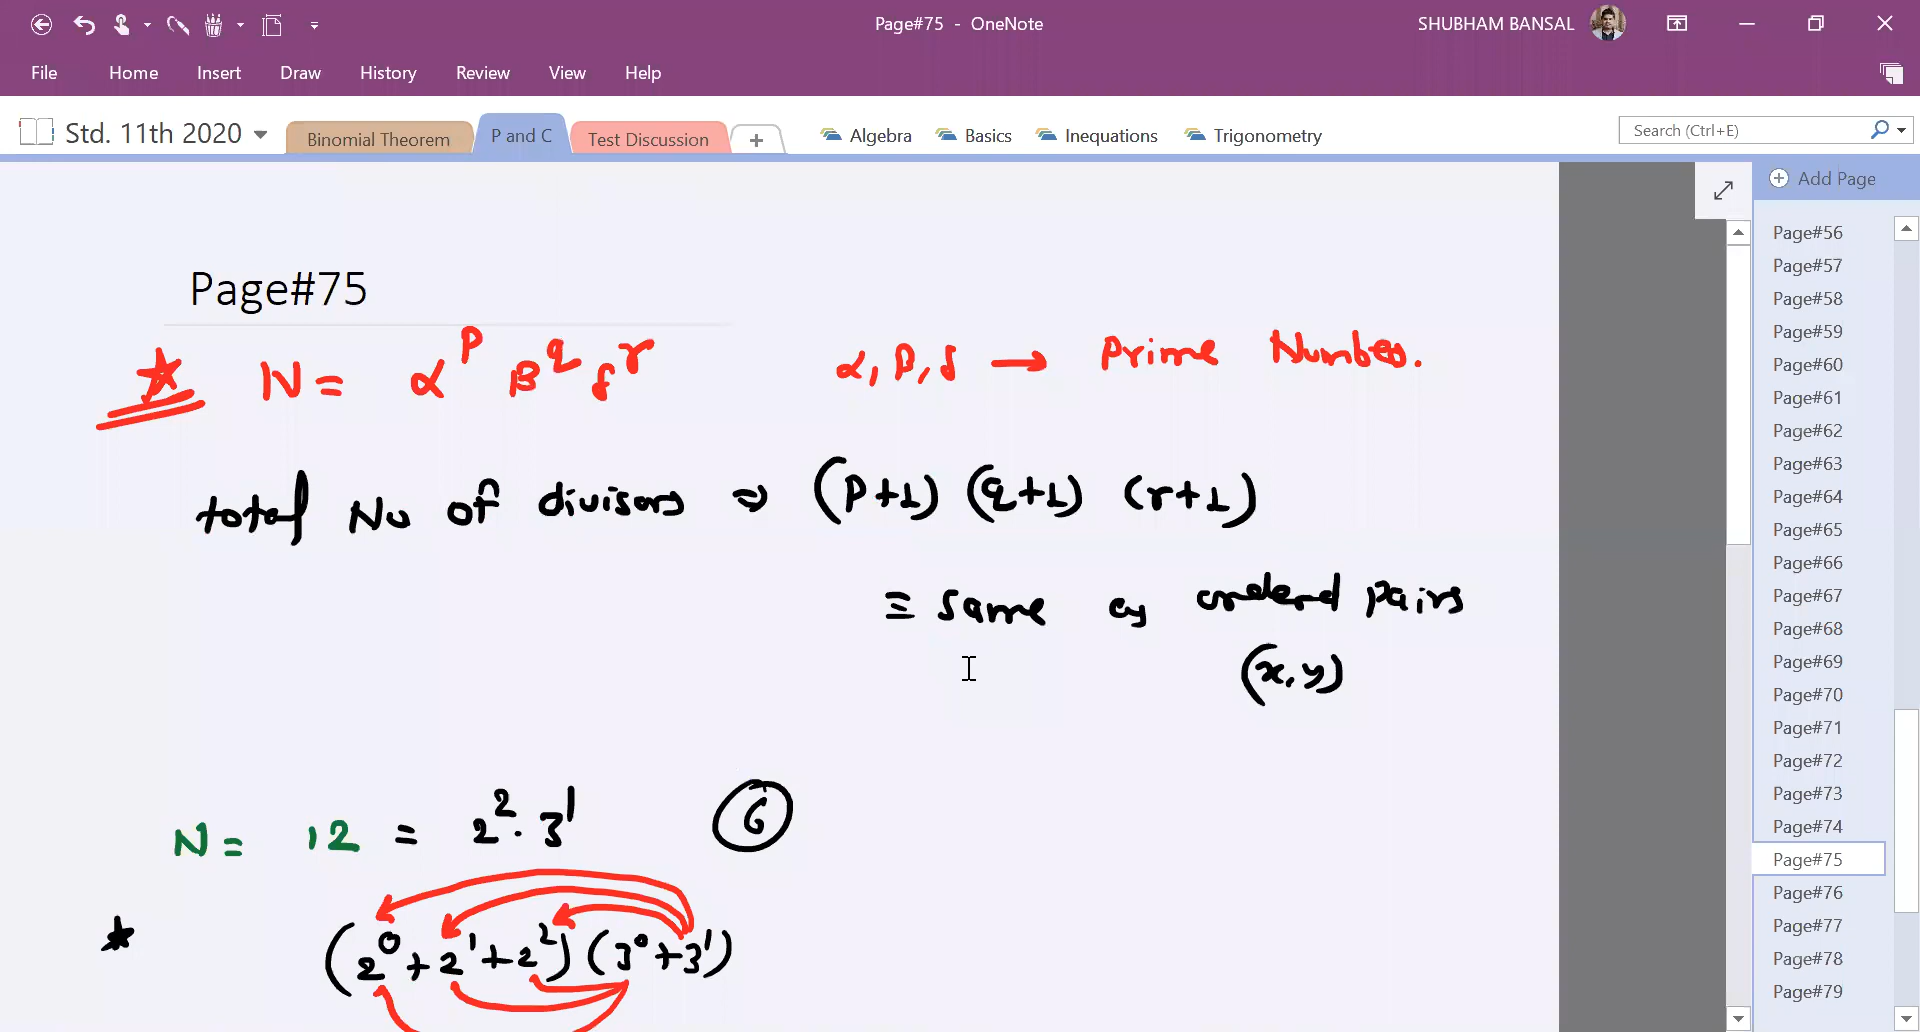 Page#75 - OneNote
SHUBHAM BANSAL
File Home Insert Draw History Review View Help
Std. 11th 2020
Binomial Theorem
P and C
Test Discussion
+
Algebra
Basics
Inequations
Trigonometry
Search (Ctrl+E)
Add Page
Page#75
N = α^p β^q δ^r α, β, δ → Prime Number.
total No of divisors ⇒ (p+1) (q+1) (r+1)
≡ same as ordered pairs
(x, y)
N = 12 = 2^2 . 3^1 6
(2^0 + 2^1 + 2^2) (3^0 + 3^1)
Page#56
Page#57
Page#58
Page#59
Page#60
Page#61
Page#62
Page#63
Page#64
Page#65
Page#66
Page#67
Page#68
Page#69
Page#70
Page#71
Page#72
Page#73
Page#74
Page#75
Page#76
Page#77
Page#78
Page#79